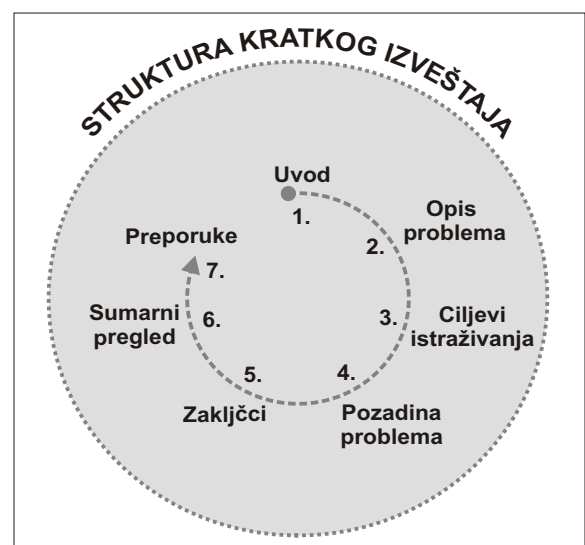 STRUKTURA KRATKOG IZVEŠTAJA
Uvod
1.
Opis
problema
2.
Ciljevi
istraživanja
3.
Pozadina
problema
4.
Zakljčci
5.
Sumarni
pregled
6.
Preporuke
7.